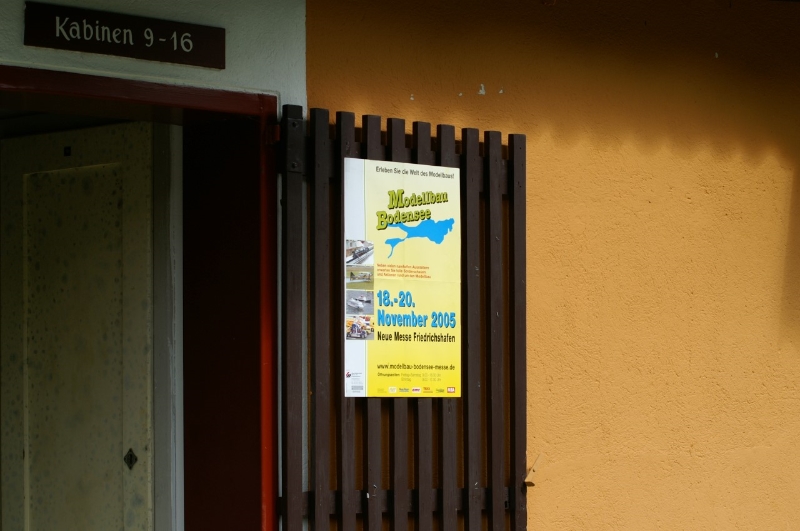 Kabinen 9-16
Erleben Sie die Welt des Modellbaus!
Modellbau
Bodensee
18.-20.
November 2005
Neue Messe Friedrichshafen
www.modellbau-bodensee-messe.de
Öffnungszeiten: